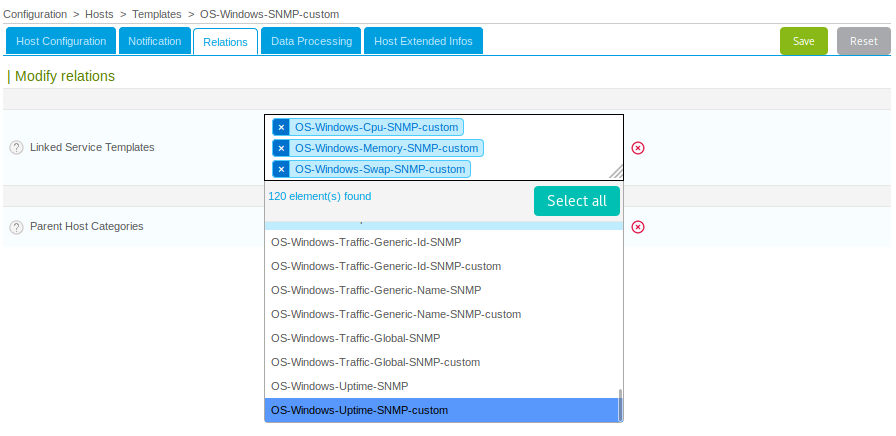 Configuration > Hosts > Templates > OS-Windows-SNMP-custom
Host Configuration Notification Relations Data Processing Host Extended Infos Save Reset
| Modify relations
? Linked Service Templates
× OS-Windows-Cpu-SNMP-custom
× OS-Windows-Memory-SNMP-custom
× OS-Windows-Swap-SNMP-custom
120 element(s) found Select all
? Parent Host Categories
OS-Windows-Traffic-Generic-Id-SNMP
OS-Windows-Traffic-Generic-Id-SNMP-custom
OS-Windows-Traffic-Generic-Name-SNMP
OS-Windows-Traffic-Generic-Name-SNMP-custom
OS-Windows-Traffic-Global-SNMP
OS-Windows-Traffic-Global-SNMP-custom
OS-Windows-Uptime-SNMP
OS-Windows-Uptime-SNMP-custom